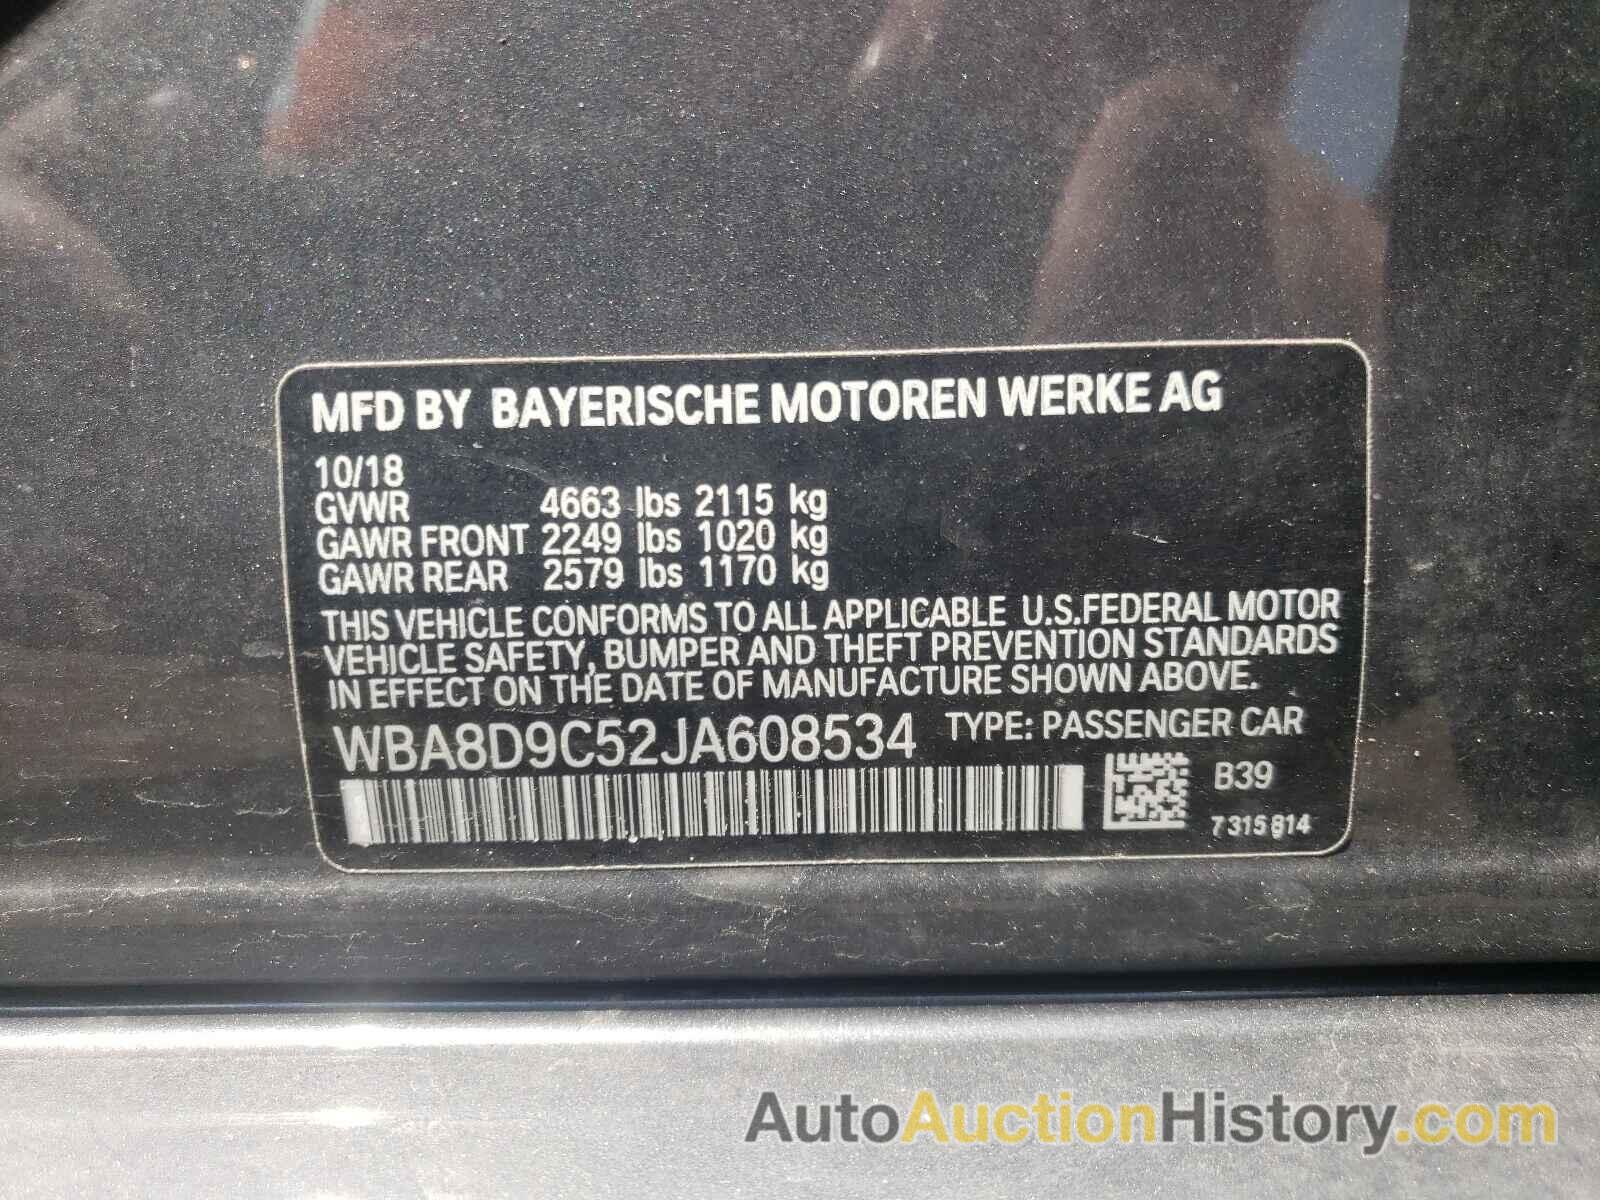 MFD BY BAYERISCHE MOTOREN WERKE AG
10/18
GVWR 4663 lbs 2115 kg
GAWR FRONT 2249 lbs 1020 kg
GAWR REAR 2579 lbs 1170 kg
THIS VEHICLE CONFORMS TO ALL APPLICABLE U.S.FEDERAL MOTOR
VEHICLE SAFETY, BUMPER AND THEFT PREVENTION STANDARDS
IN EFFECT ON THE DATE OF MANUFACTURE SHOWN ABOVE.
WBA8D9C52JA608534 TYPE: PASSENGER CAR
B39
7 315 814
AutoAuctionHistory.com